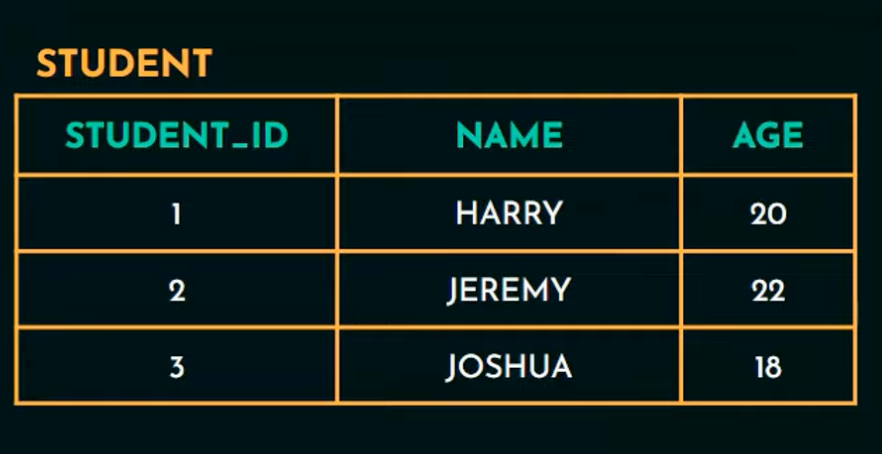 STUDENT
STUDENT_ID NAME AGE
1 HARRY 20
2 JEREMY 22
3 JOSHUA 18